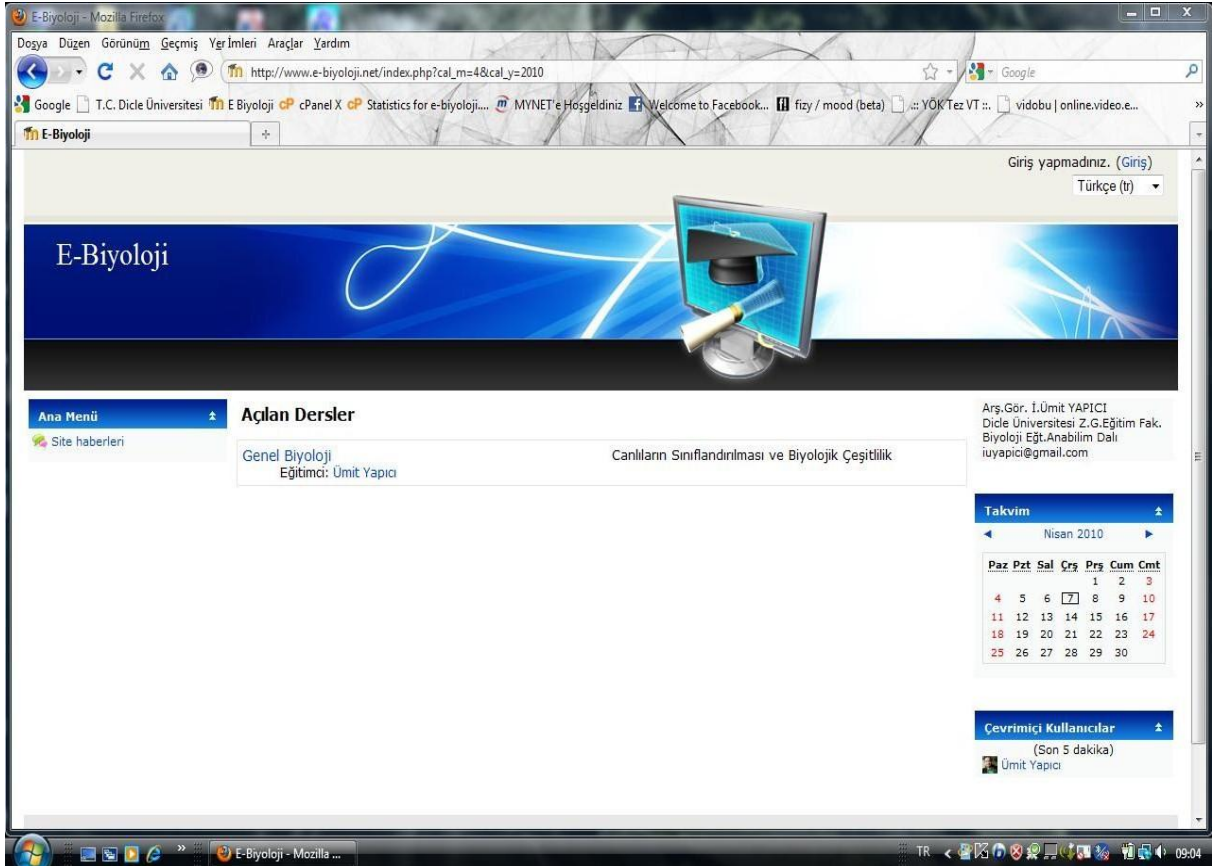 E-Biyoloji - Mozilla Firefox
Dosya Düzen Görünüm Geçmiş Yer İmleri Araçlar Yardım
http://www.e-biyoloji.net/index.php?cal_m=4&cal_y=2010
Google
Google T.C. Dicle Üniversitesi E Biyoloji cPanel X Statistics for e-biyoloji.... MYNET'e Hoşgeldiniz Welcome to Facebook... fizy / mood (beta) .:: YÖK Tez VT ::. vidobu | online.video.e... »
E-Biyoloji
Giriş yapmadınız. (Giriş)
Türkçe (tr)
E-Biyoloji
Ana Menü
Site haberleri
Açılan Dersler
Genel Biyoloji
Eğitimci: Ümit Yapıcı
Canlıların Sınıflandırılması ve Biyolojik Çeşitlilik
Arş.Gör. İ.Ümit YAPICI
Dicle Üniversitesi Z.G.Eğitim Fak.
Biyoloji Eğt.Anabilim Dalı
iuyapici@gmail.com
Takvim
Nisan 2010
Paz Pzt Sal Çrş Prş Cum Cmt
1 2 3
4 5 6 7 8 9 10
11 12 13 14 15 16 17
18 19 20 21 22 23 24
25 26 27 28 29 30
Çevrimiçi Kullanıcılar
(Son 5 dakika)
Ümit Yapıcı
E-Biyoloji - Mozilla ...
TR
09:04